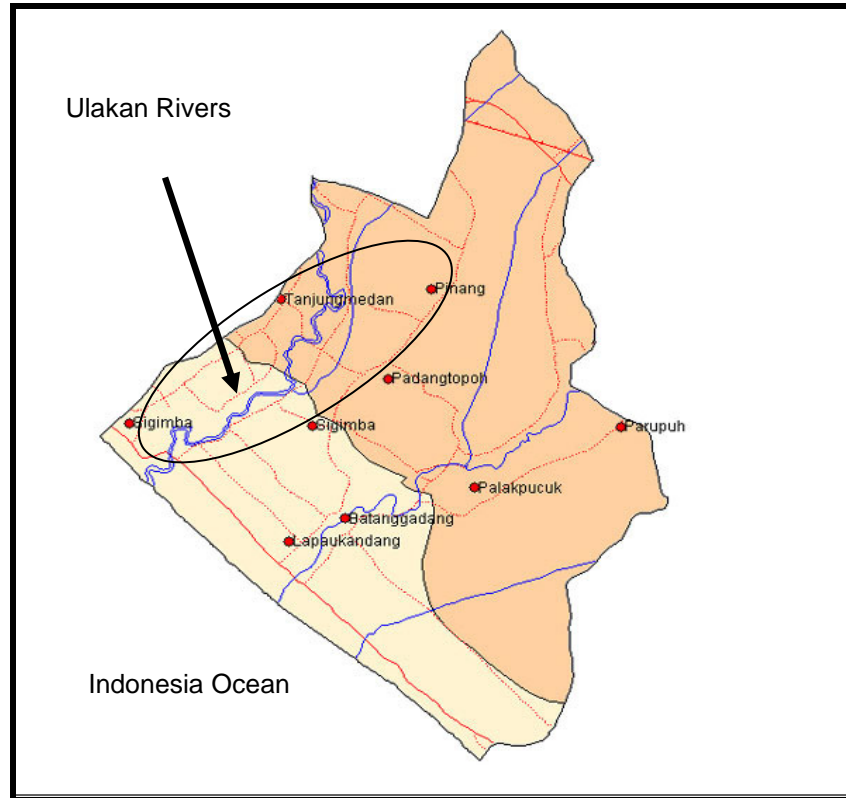 Ulakan Rivers
Tanjungmedan
Pinang
Padangtopoh
Sigimba
Sigimba
Parupuh
Palakpucuk
Batanggadang
Lapaukandang
Indonesia Ocean